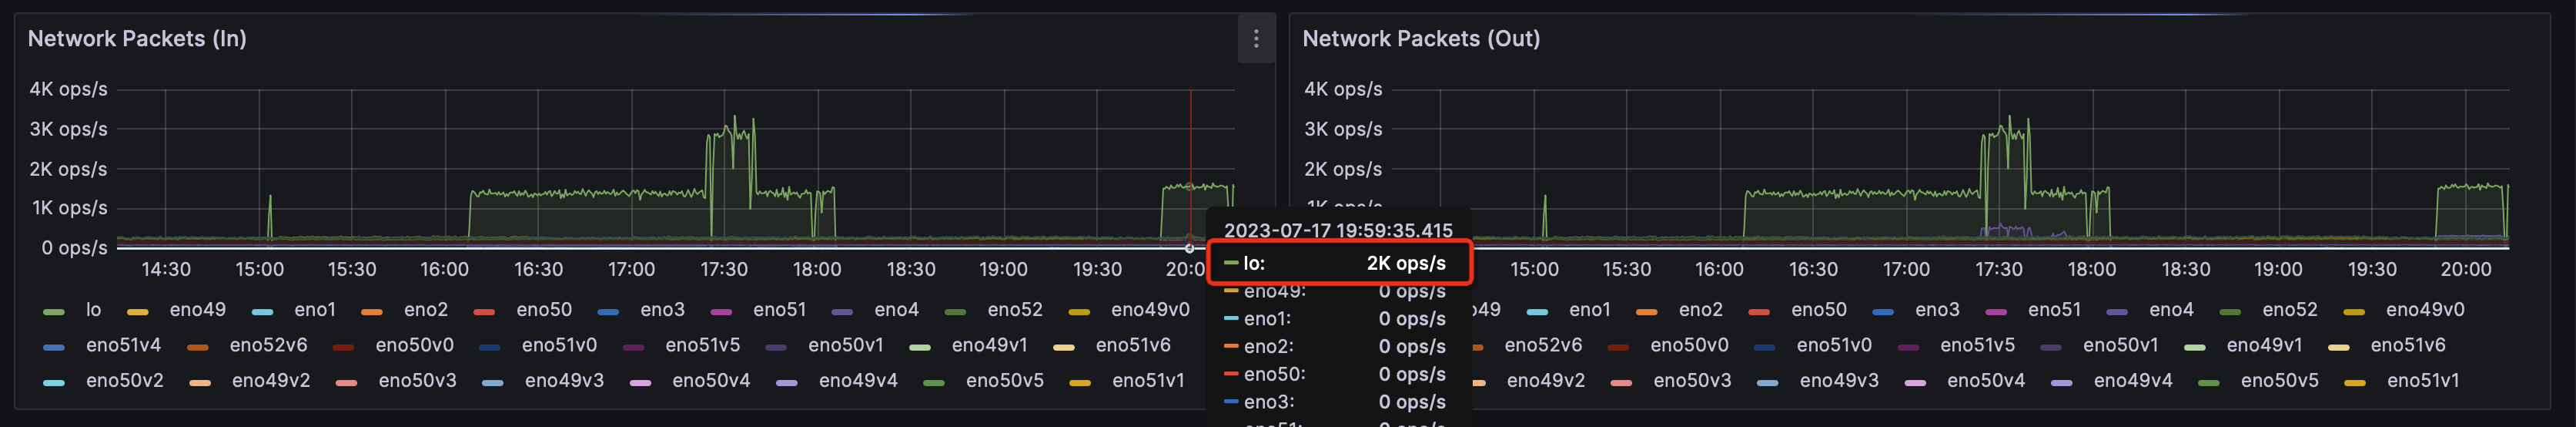 Network Packets (In)
4K ops/s
3K ops/s
2K ops/s
1K ops/s
0 ops/s
14:30 15:00 15:30 16:00 16:30 17:00 17:30 18:00 18:30 19:00 19:30 20:0
lo eno49 eno1 eno2 eno50 eno3 eno51 eno4 eno52 eno49v0
eno51v4 eno52v6 eno50v0 eno51v0 eno51v5 eno50v1 eno49v1 eno51v6
eno50v2 eno49v2 eno50v3 eno49v3 eno50v4 eno49v4 eno50v5 eno51v1
2023-07-17 19:59:35.415
lo: 2K ops/s
eno49: 0 ops/s
eno1: 0 ops/s
eno2: 0 ops/s
eno50: 0 ops/s
eno3: 0 ops/s
Network Packets (Out)
4K ops/s
3K ops/s
2K ops/s
1K ops/s
15:00 15:30 16:00 16:30 17:00 17:30 18:00 18:30 19:00 19:30 20:00
o49 eno1 eno2 eno50 eno3 eno51 eno4 eno52 eno49v0
eno52v6 eno50v0 eno51v0 eno51v5 eno50v1 eno49v1 eno51v6
eno49v2 eno50v3 eno49v3 eno50v4 eno49v4 eno50v5 eno51v1